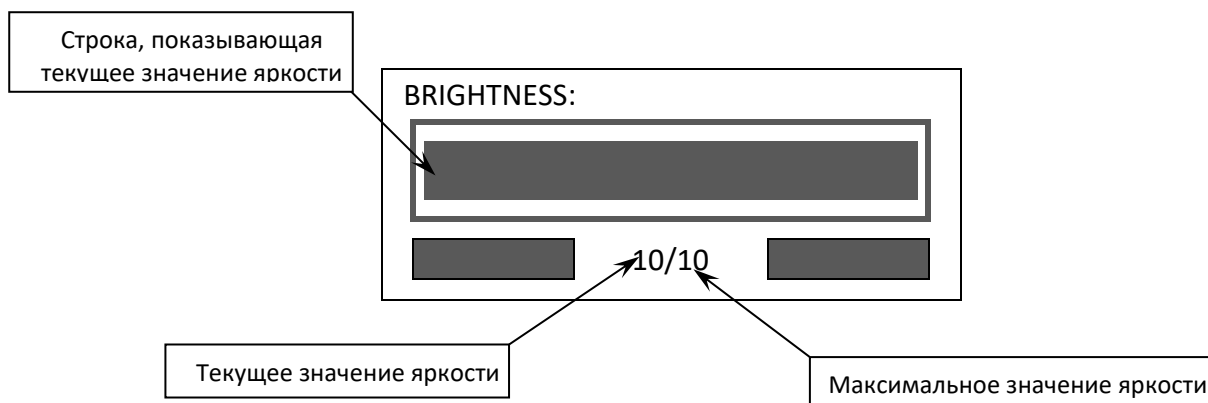 Строка, показывающая
текущее значение яркости
BRIGHTNESS:
10/10
Текущее значение яркости
Максимальное значение яркости